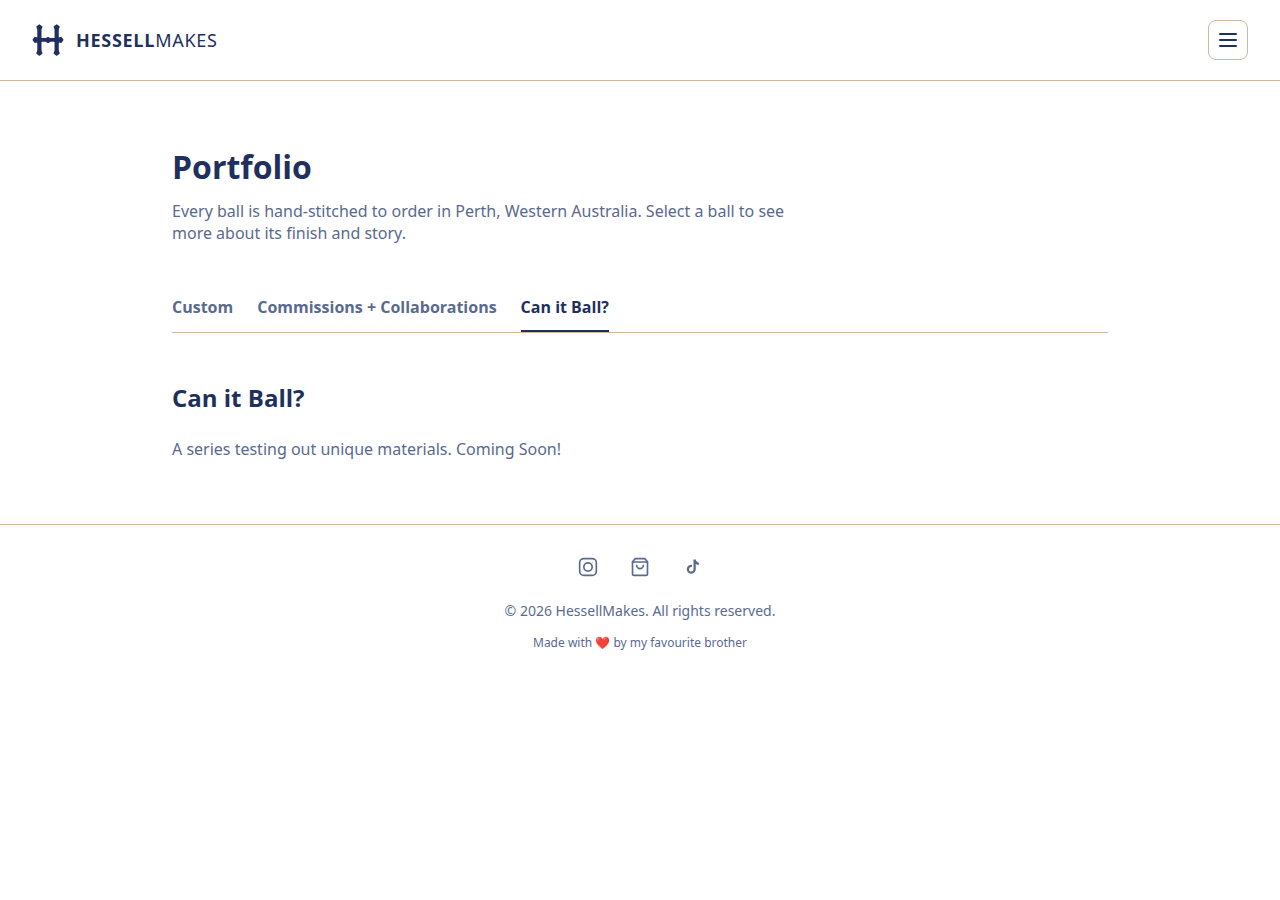 HESSELLMAKES
Portfolio
Every ball is hand-stitched to order in Perth, Western Australia. Select a ball to see
more about its finish and story.
Custom Commissions + Collaborations Can it Ball?
Can it Ball?
A series testing out unique materials. Coming Soon!
© 2026 HessellMakes. All rights reserved.
Made with ❤️ by my favourite brother